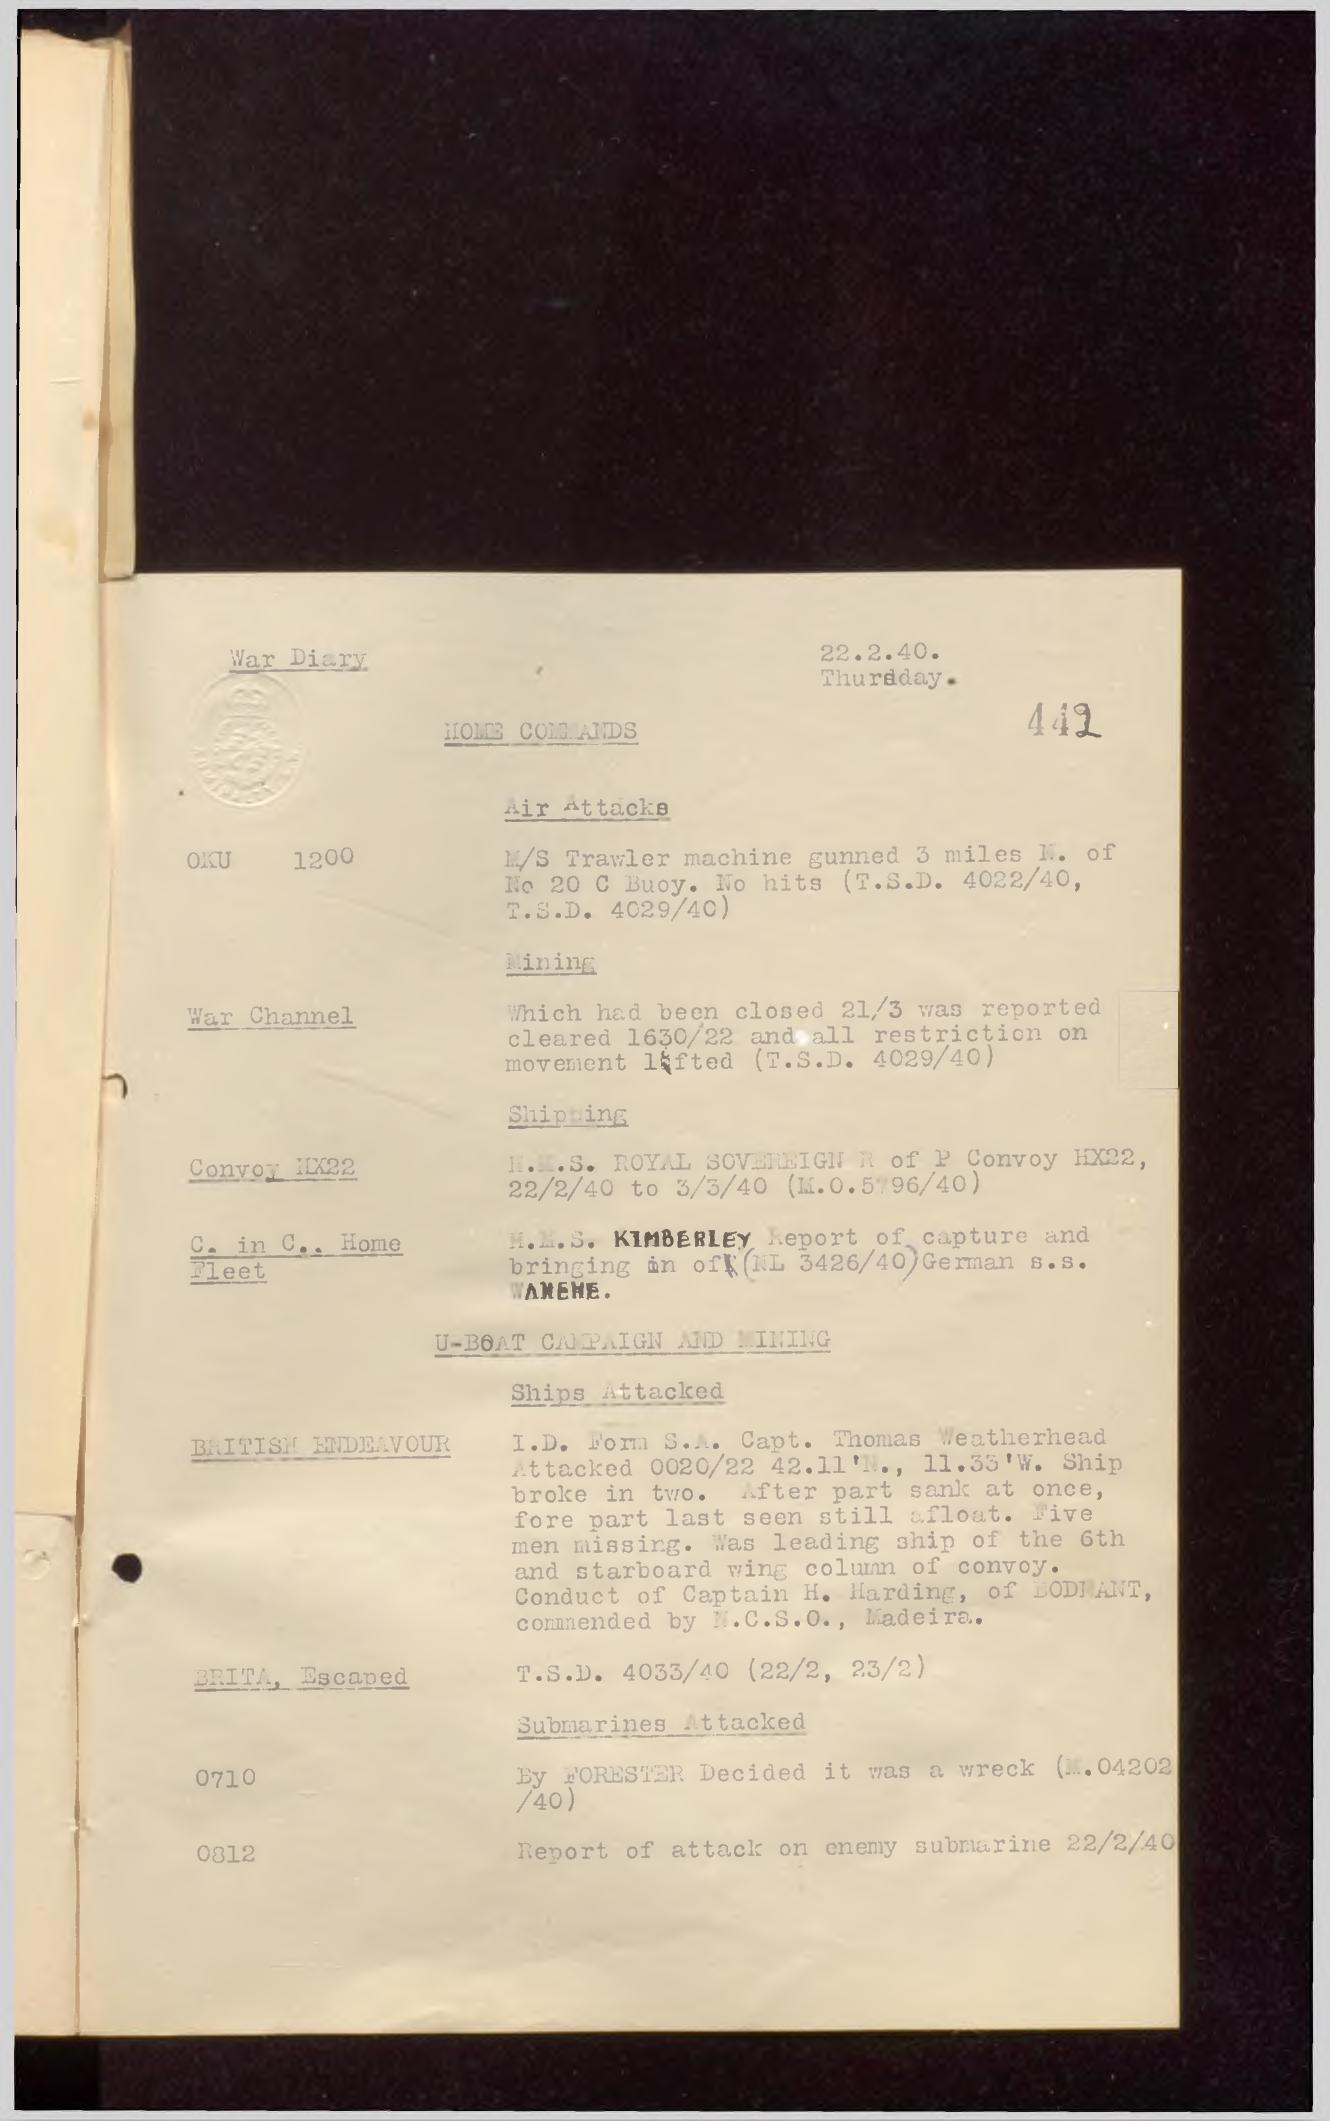 War Diary
22.2.40.
Thursday.
442
HOME COMMANDS
Air Attacks
OKU 1200
M/S Trawler machine gunned 3 miles N. of
No 20 C Buoy. No hits (T.S.D. 4022/40,
T.S.D. 4029/40)
Mining
War Channel
Which had been closed 21/3 was reported
cleared 1630/22 and all restriction on
movement lifted (T.S.D. 4029/40)
Shipping
Convoy HX22
H.M.S. ROYAL SOVEREIGN R of P Convoy HX22,
22/2/40 to 3/3/40 (M.O.5796/40)
C. in C.. Home
Fleet
H.M.S. KIMBERLEY Report of capture and
bringing in of (NL 3426/40) German s.s.
WAHEHE.
U-BOAT CAMPAIGN AND MINING
Ships Attacked
BRITISH ENDEAVOUR
I.D. Form S.A. Capt. Thomas Weatherhead
Attacked 0020/22 42.11'N., 11.33'W. Ship
broke in two. After part sank at once,
fore part last seen still afloat. Five
men missing. Was leading ship of the 6th
and starboard wing column of convoy.
Conduct of Captain H. Harding, of BODNANT,
commended by N.C.S.O., Madeira.
BRITA, Escaped
T.S.D. 4033/40 (22/2, 23/2)
Submarines Attacked
0710
By FORESTER Decided it was a wreck (M.04202
/40)
0812
Report of attack on enemy submarine 22/2/40